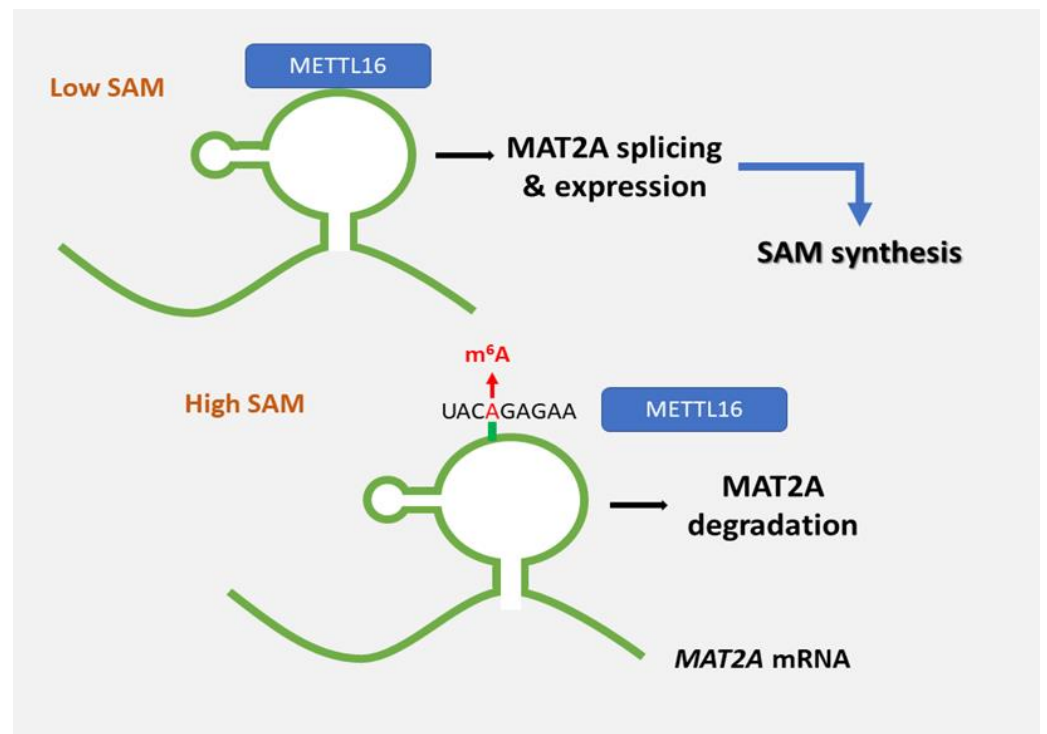 METTL16
Low SAM
MAT2A splicing
& expression
SAM synthesis
m⁶A
High SAM
UACAGAGAA
METTL16
MAT2A
degradation
MAT2A mRNA